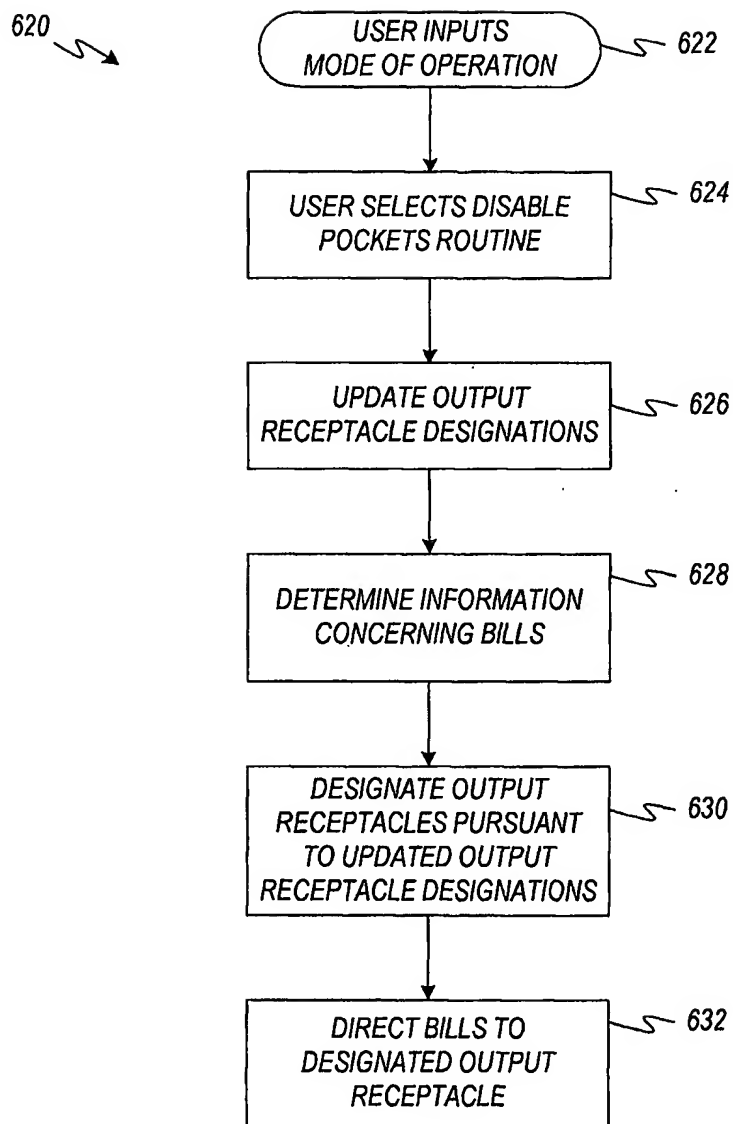 620
USER INPUTS
MODE OF OPERATION
622
USER SELECTS DISABLE
POCKETS ROUTINE
624
UPDATE OUTPUT
RECEPTACLE DESIGNATIONS
626
DETERMINE INFORMATION
CONCERNING BILLS
628
DESIGNATE OUTPUT
RECEPTACLES PURSUANT
TO UPDATED OUTPUT
RECEPTACLE DESIGNATIONS
630
DIRECT BILLS TO
DESIGNATED OUTPUT
RECEPTACLE
632